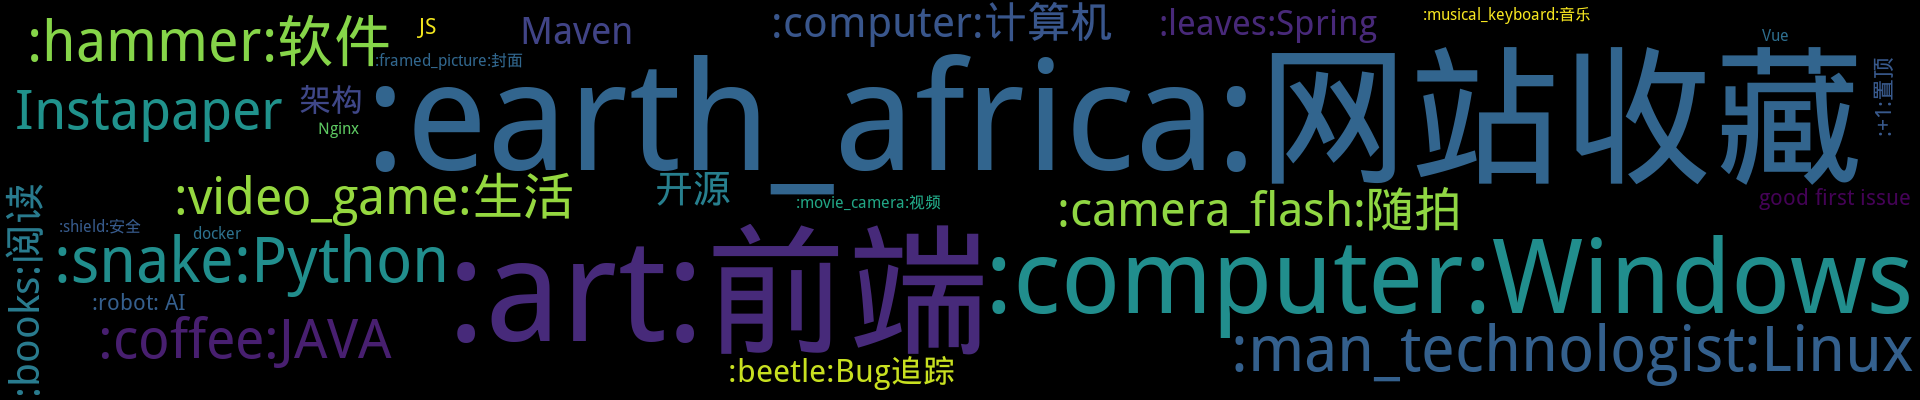 :hammer:软件
JS
Maven
:computer:计算机
:leaves:Spring
:musical_keyboard:音乐
Vue
:framed_picture:封面
:earth_africa:网站收藏
:+1:置顶
Instapaper
架构
Nginx
:books:阅读
:video_game:生活
开源
:movie_camera:视频
:camera_flash:随拍
good first issue
:shield:安全
docker
:snake:Python
:art:前端
:computer:Windows
:robot: AI
:coffee:JAVA
:man_technologist:Linux
:beetle:Bug追踪